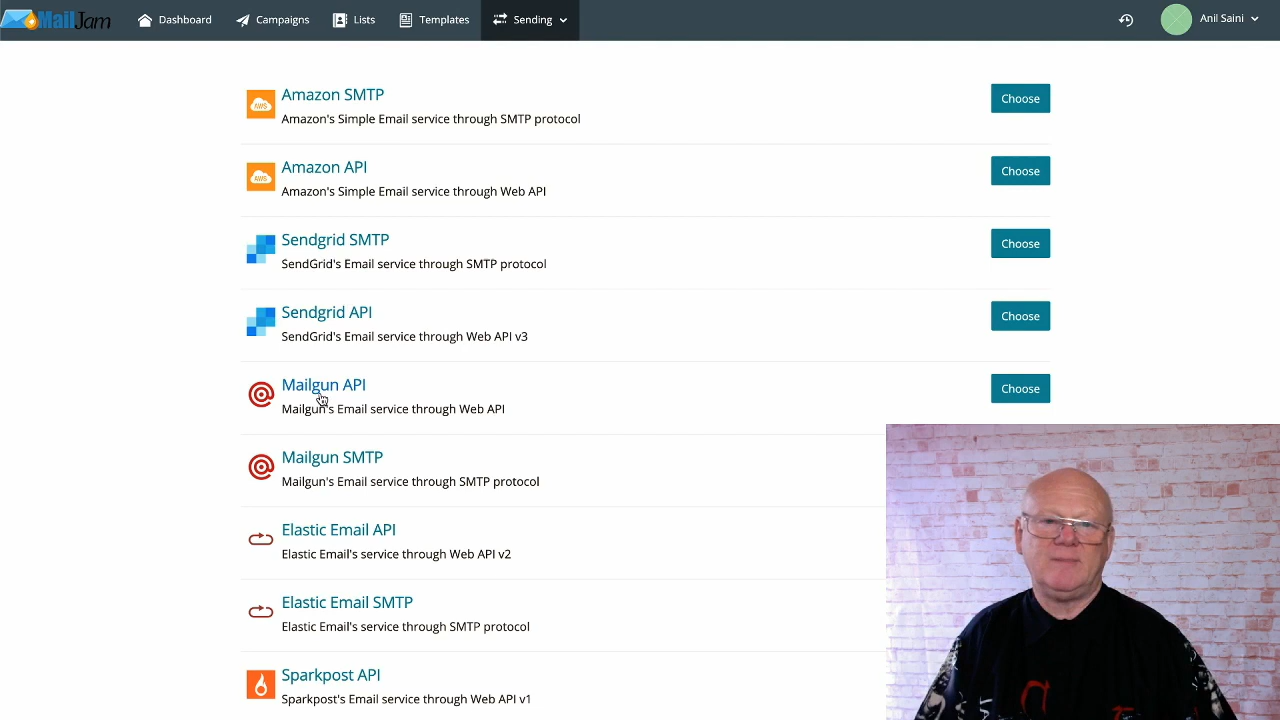 MailJam
Dashboard
Campaigns
Lists
Templates
Sending
Anil Saini
Amazon SMTP
Choose
Amazon's Simple Email service through SMTP protocol
Amazon API
Choose
Amazon's Simple Email service through Web API
Sendgrid SMTP
Choose
SendGrid's Email service through SMTP protocol
Sendgrid API
Choose
SendGrid's Email service through Web API v3
Mailgun API
Choose
Mailgun's Email service through Web API
Mailgun SMTP
Mailgun's Email service through SMTP protocol
Elastic Email API
Elastic Email's service through Web API v2
Elastic Email SMTP
Elastic Email's service through SMTP protocol
Sparkpost API
Sparkpost's Email service through Web API v1
AWS
AWS